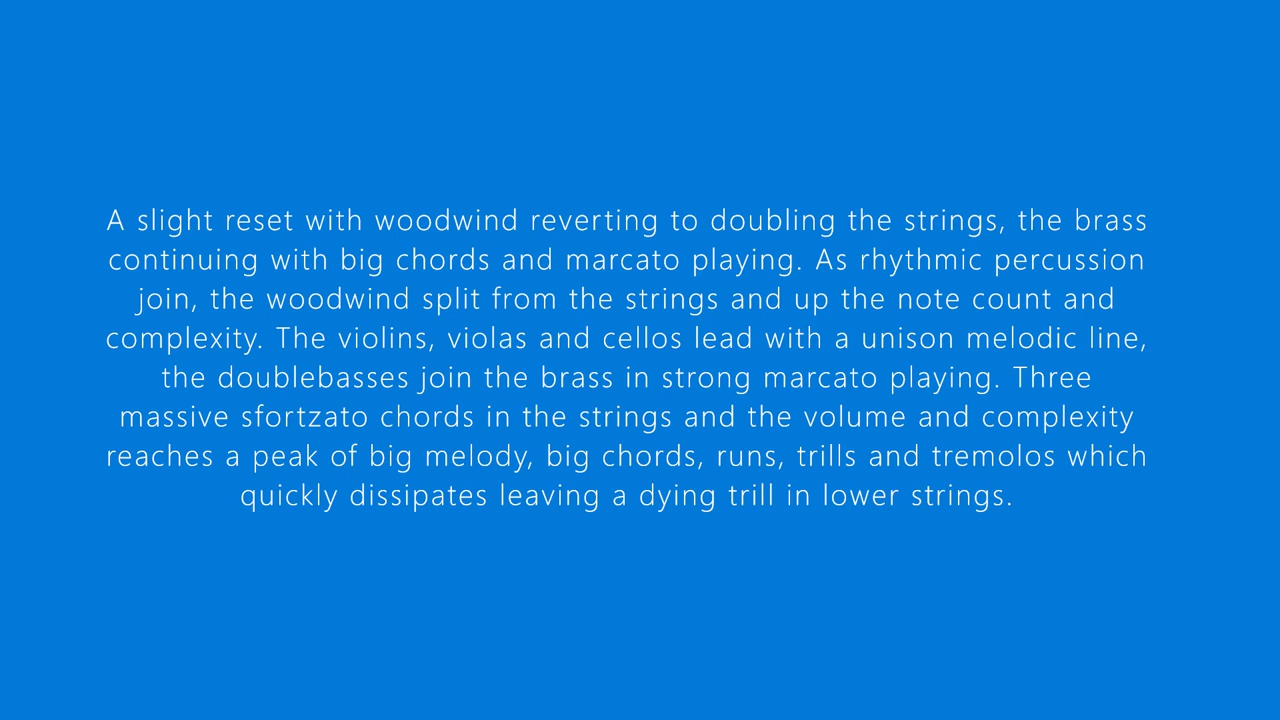 A slight reset with woodwind reverting to doubling the strings, the brass
continuing with big chords and marcato playing. As rhythmic percussion
join, the woodwind split from the strings and up the note count and
complexity. The violins, violas and cellos lead with a unison melodic line,
the doublebasses join the brass in strong marcato playing. Three
massive sfortzato chords in the strings and the volume and complexity
reaches a peak of big melody, big chords, runs, trills and tremolos which
quickly dissipates leaving a dying trill in lower strings.